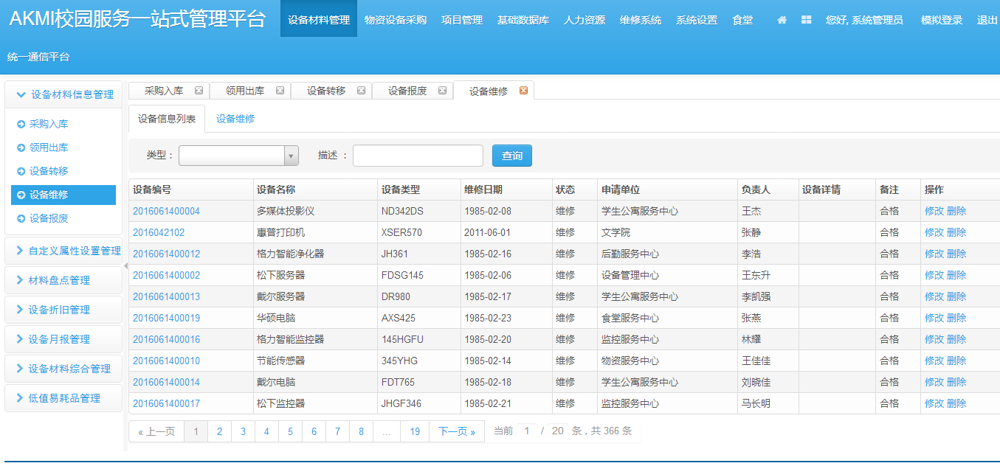 AKMI校园服务一站式管理平台 设备材料管理 物资设备采购 项目管理 基础数据库 人力资源 维修系统 系统设置 食堂 您好, 系统管理员 模拟登录 退出
统一通信平台
设备材料信息管理
采购入库
领用出库
设备转移
设备维修
设备报废
自定义属性设置管理
材料盘点管理
设备折旧管理
设备月报管理
设备材料综合管理
低值易耗品管理
采购入库 领用出库 设备转移 设备报废 设备维修
设备信息列表 设备维修
类型： 描述 ： 查询
设备编号 设备名称 设备类型 维修日期 状态 申请单位 负责人 设备详情 备注 操作
2016061400004 多媒体投影仪 ND342DS 1985-02-08 维修 学生公寓服务中心 王杰 合格 修改 删除
2016042102 惠普打印机 XSER570 2011-06-01 维修 文学院 张静 合格 修改 删除
2016061400012 格力智能净化器 JH361 1985-02-16 维修 后勤服务中心 李浩 合格 修改 删除
2016061400002 松下服务器 FDSG145 1985-02-06 维修 设备管理中心 王东升 合格 修改 删除
2016061400013 戴尔服务器 DR980 1985-02-17 维修 学生公寓服务中心 李凯强 合格 修改 删除
2016061400019 华硕电脑 AXS425 1985-02-23 维修 食堂服务中心 张燕 合格 修改 删除
2016061400016 格力智能监控器 145HGFU 1985-02-20 维修 监控服务中心 林耀 合格 修改 删除
2016061400010 节能传感器 345YHG 1985-02-14 维修 物资服务中心 王佳佳 合格 修改 删除
2016061400014 戴尔电脑 FDT765 1985-02-18 维修 学生公寓服务中心 刘晓佳 合格 修改 删除
2016061400017 松下监控器 JHGF346 1985-02-21 维修 监控服务中心 马长明 合格 修改 删除
« 上一页 1 2 3 4 5 6 7 8 ... 19 下一页 » 当前 1 / 20 条，共 366 条